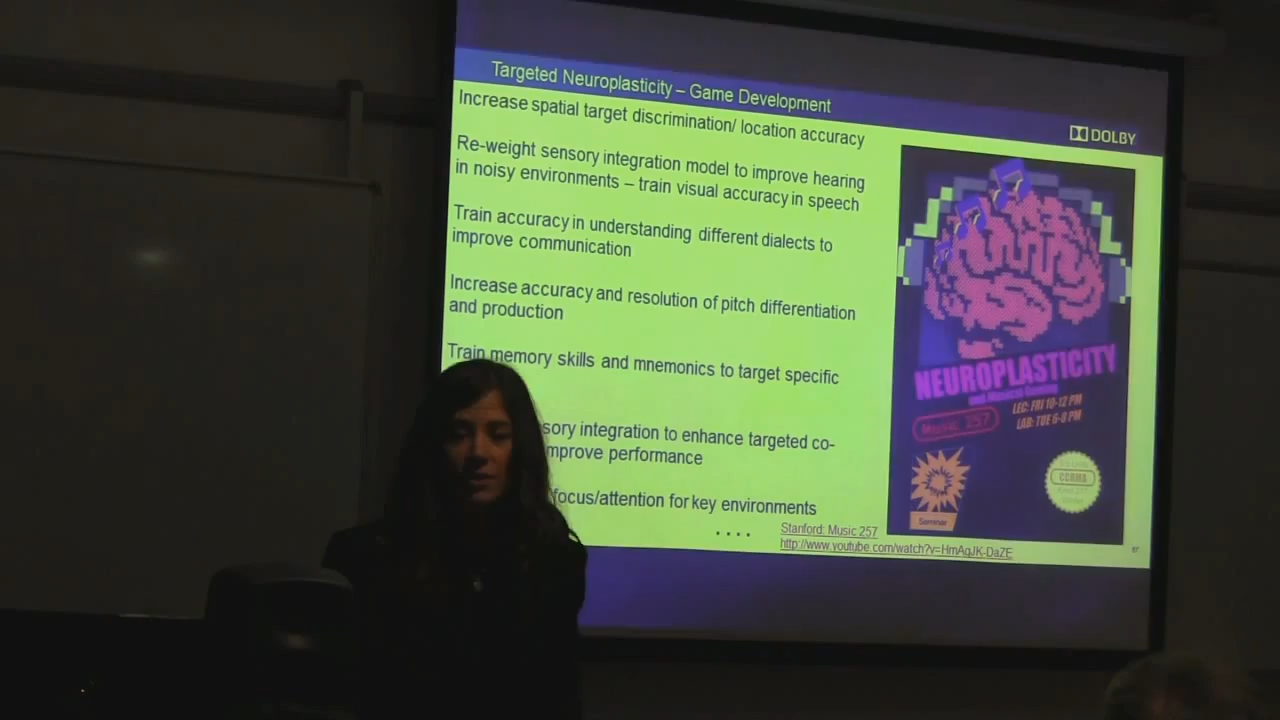 Targeted Neuroplasticity – Game Development
DOLBY
Increase spatial target discrimination/ location accuracy
Re-weight sensory integration model to improve hearing
in noisy environments – train visual accuracy in speech
Train accuracy in understanding different dialects to
improve communication
Increase accuracy and resolution of pitch differentiation
and production
Train memory skills and mnemonics to target specific
sory integration to enhance targeted co-
mprove performance
focus/attention for key environments
. . . .
Stanford: Music 257
http://www.youtube.com/watch?v=HmAqJK-DaZE
NEUROPLASTICITY
and Musical Gaming
Music 257
LEC: FRI 10-12 PM
LAB: TUE 6-8 PM
CCRMA
Seminar